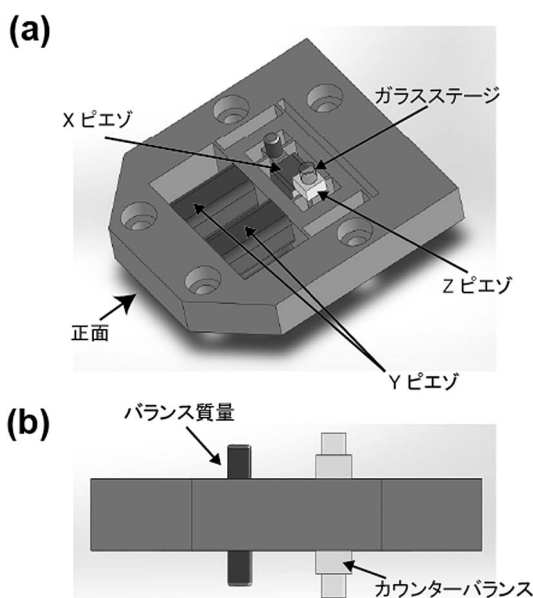 (a)
ガラスステージ
X ピエゾ
Z ピエゾ
正面
Y ピエゾ
(b)
バランス質量
カウンターバランス